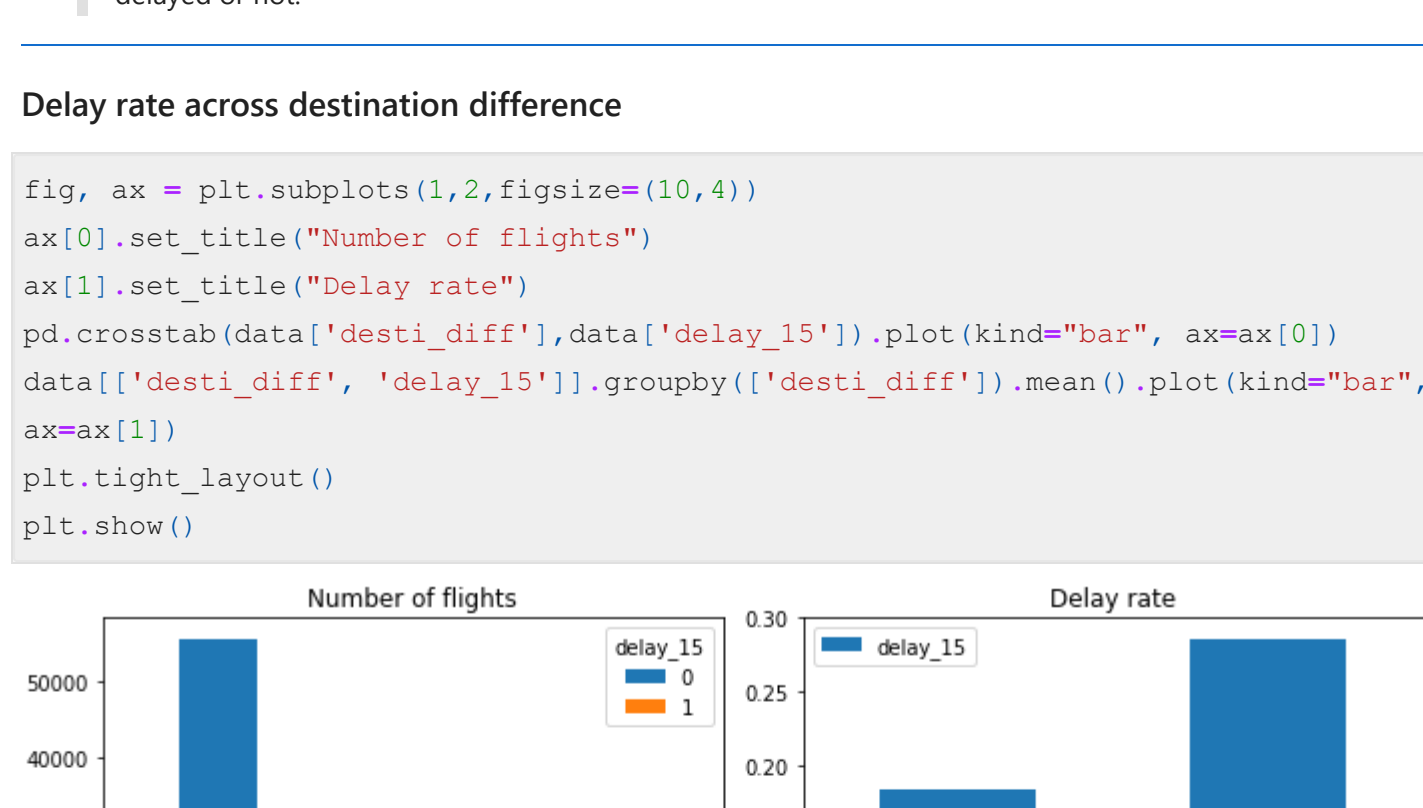 delayed or not.
Delay rate across destination difference
fig, ax = plt.subplots(1,2,figsize=(10,4))
ax[0].set_title("Number of flights")
ax[1].set_title("Delay rate")
pd.crosstab(data['desti_diff'],data['delay_15']).plot(kind="bar", ax=ax[0])
data[['desti_diff', 'delay_15']].groupby(['desti_diff']).mean().plot(kind="bar",
ax=ax[1])
plt.tight_layout()
plt.show()
Number of flights
50000
40000
delay_15
0
1
Delay rate
0.30
0.25
0.20
delay_15